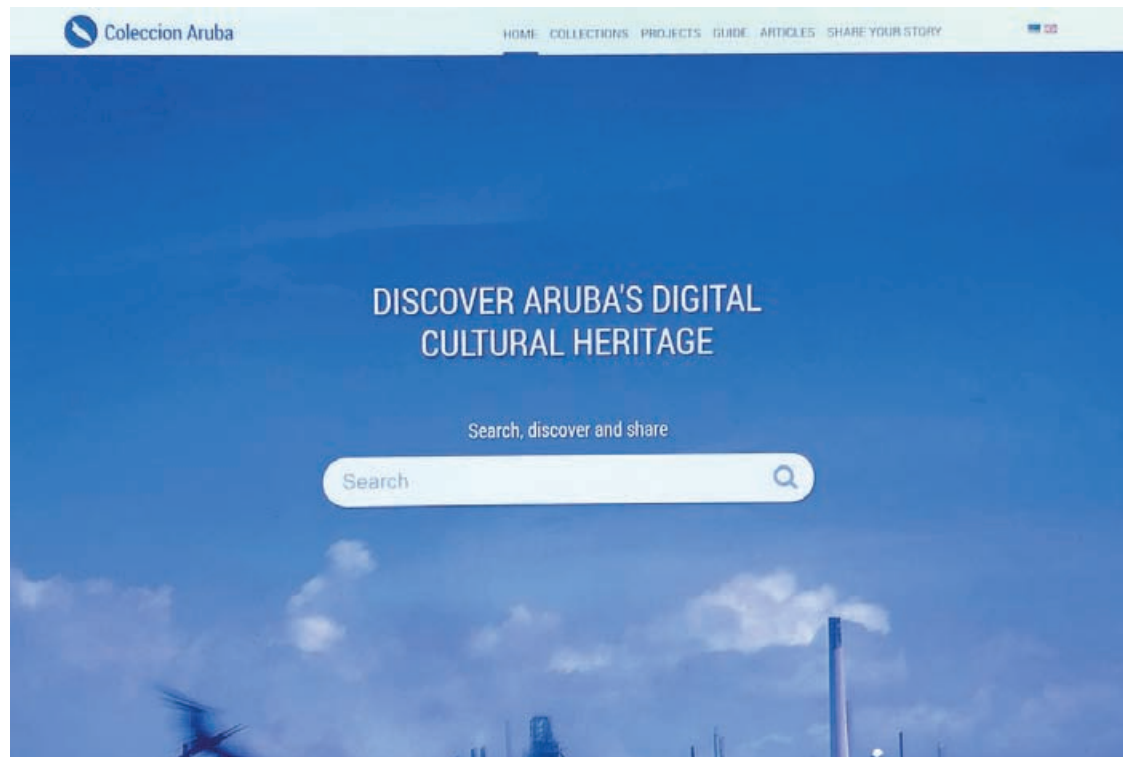 Coleccion Aruba
HOME COLLECTIONS PROJECTS GUIDE ARTICLES SHARE YOUR STORY
DISCOVER ARUBA'S DIGITAL
CULTURAL HERITAGE
Search, discover and share
Search